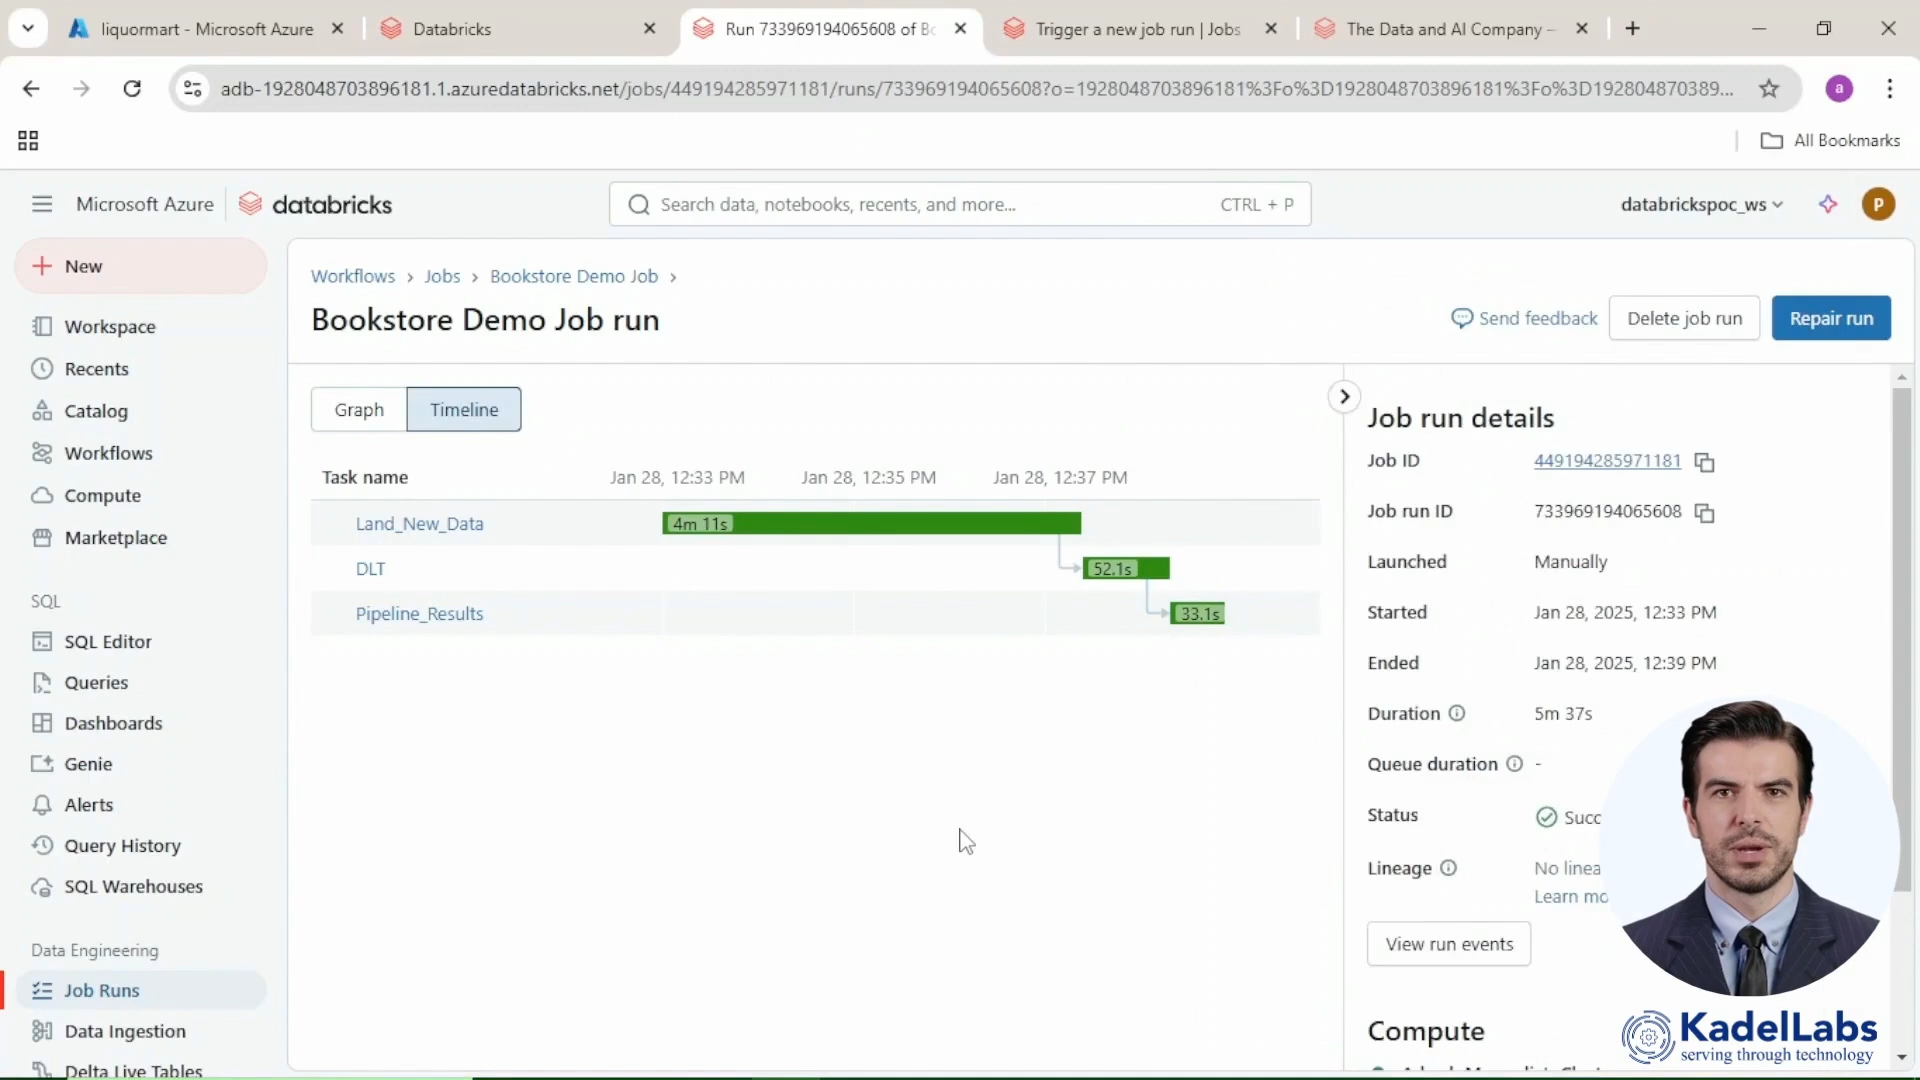 liquormart - Microsoft Azure
Databricks
Run 733969194065608 of Bo
Trigger a new job run | Jobs
The Data and AI Company –
adb-1928048703896181.1.azuredatabricks.net/jobs/449194285971181/runs/733969194065608?o=1928048703896181%3Fo%3D1928048703896181%3Fo%3D192804870389...
a
All Bookmarks
Microsoft Azure
databricks
Search data, notebooks, recents, and more...
CTRL + P
databrickspoc_ws
P
New
Workspace
Recents
Catalog
Workflows
Compute
Marketplace
SQL
SQL Editor
Queries
Dashboards
Genie
Alerts
Query History
SQL Warehouses
Data Engineering
Job Runs
Data Ingestion
Delta Live Tables
Workflows › Jobs › Bookstore Demo Job ›
Bookstore Demo Job run
Send feedback
Delete job run
Repair run
Graph
Timeline
Task name
Jan 28, 12:33 PM
Jan 28, 12:35 PM
Jan 28, 12:37 PM
Land_New_Data
4m 11s
DLT
52.1s
Pipeline_Results
33.1s
Job run details
Job ID
449194285971181
Job run ID
733969194065608
Launched
Manually
Started
Jan 28, 2025, 12:33 PM
Ended
Jan 28, 2025, 12:39 PM
Duration
5m 37s
Queue duration
-
Status
Succ
Lineage
No linea
Learn mo
View run events
Compute
KadelLabs
serving through technology